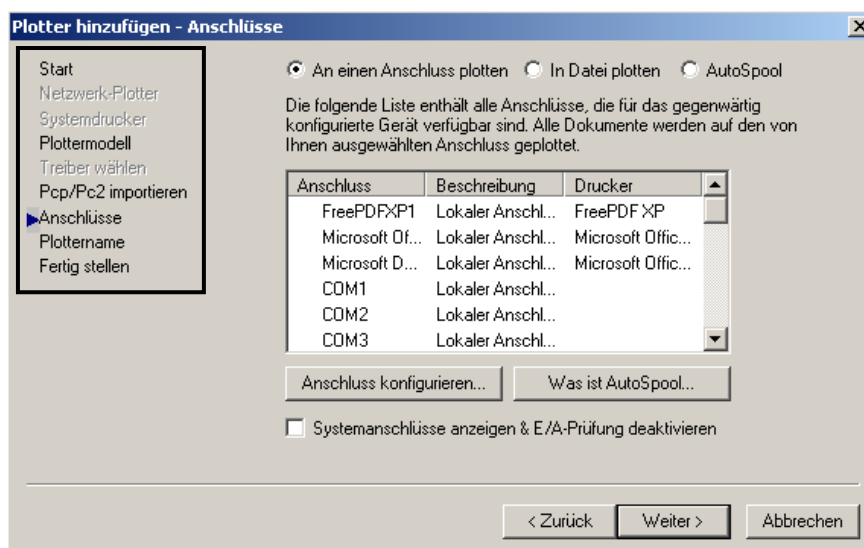 Plotter hinzufügen - Anschlüsse
Start
Netzwerk-Plotter
Systemdrucker
Plottermodell
Treiber wählen
Pcp/Pc2 importieren
Anschlüsse
Plottername
Fertig stellen
An einen Anschluss plotten In Datei plotten AutoSpool
Die folgende Liste enthält alle Anschlüsse, die für das gegenwärtig
konfigurierte Gerät verfügbar sind. Alle Dokumente werden auf den von
Ihnen ausgewählten Anschluss geplottet.
Anschluss Beschreibung Drucker
FreePDFXP1 Lokaler Anschl... FreePDF XP
Microsoft Of... Lokaler Anschl... Microsoft Offic...
Microsoft D... Lokaler Anschl... Microsoft Offic...
COM1 Lokaler Anschl...
COM2 Lokaler Anschl...
COM3 Lokaler Anschl...
Anschluss konfigurieren... Was ist AutoSpool...
Systemanschlüsse anzeigen & E/A-Prüfung deaktivieren
< Zurück Weiter > Abbrechen